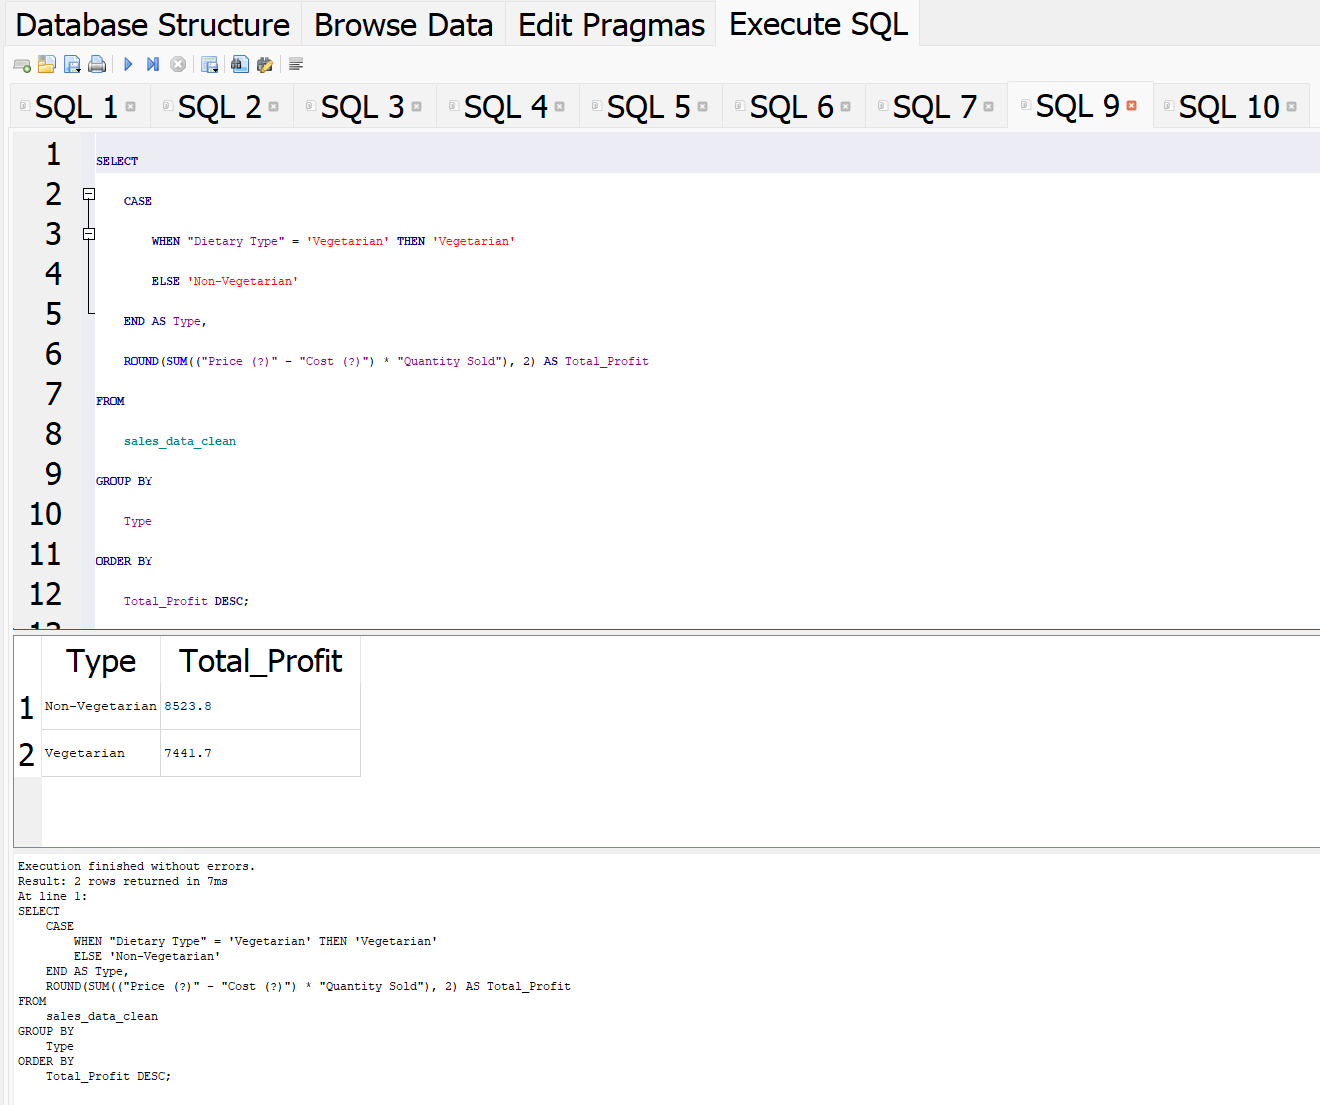 Database Structure Browse Data Edit Pragmas Execute SQL
SQL 1 SQL 2 SQL 3 SQL 4 SQL 5 SQL 6 SQL 7 SQL 9 SQL 10
1 SELECT
2 CASE
3 WHEN "Dietary Type" = 'Vegetarian' THEN 'Vegetarian'
4 ELSE 'Non-Vegetarian'
5 END AS Type,
6 ROUND(SUM(("Price (?)" - "Cost (?)") * "Quantity Sold"), 2) AS Total_Profit
7 FROM
8 sales_data_clean
9 GROUP BY
10 Type
11 ORDER BY
12 Total_Profit DESC;
Type Total_Profit
1 Non-Vegetarian 8523.8
2 Vegetarian 7441.7
Execution finished without errors.
Result: 2 rows returned in 7ms
At line 1:
SELECT
CASE
WHEN "Dietary Type" = 'Vegetarian' THEN 'Vegetarian'
ELSE 'Non-Vegetarian'
END AS Type,
ROUND(SUM(("Price (?)" - "Cost (?)") * "Quantity Sold"), 2) AS Total_Profit
FROM
sales_data_clean
GROUP BY
Type
ORDER BY
Total_Profit DESC;